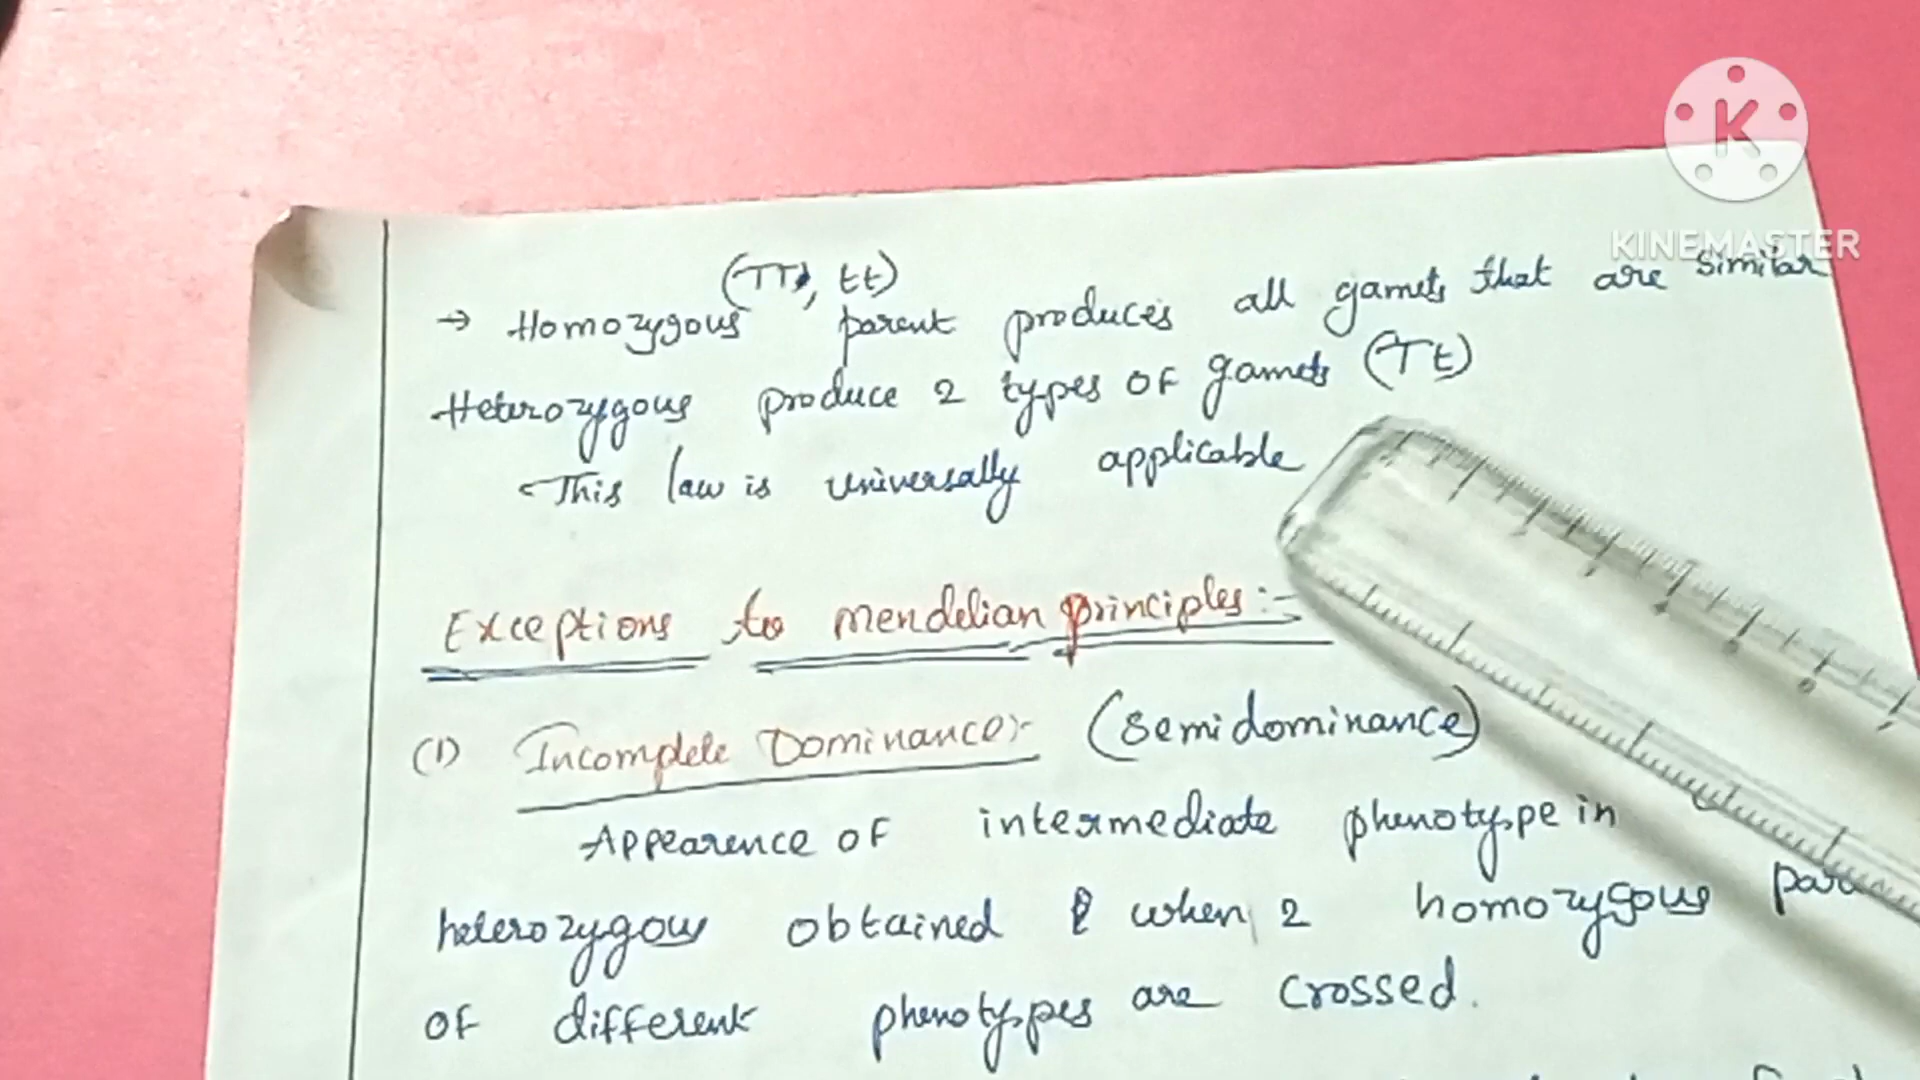 K
KINEMASTER
(TT, tt)
→ Homozygous parent produces all gamets that are similar
Heterozygous produce 2 types of gamets (Tt)
This law is universally applicable
Exceptions to mendelian principles:-
(1) Incomplete Dominance:- (Semidominance)
Appearence of intermediate phenotype in
heterozygous obtained when 2 homozygous
of different phenotypes are crossed.